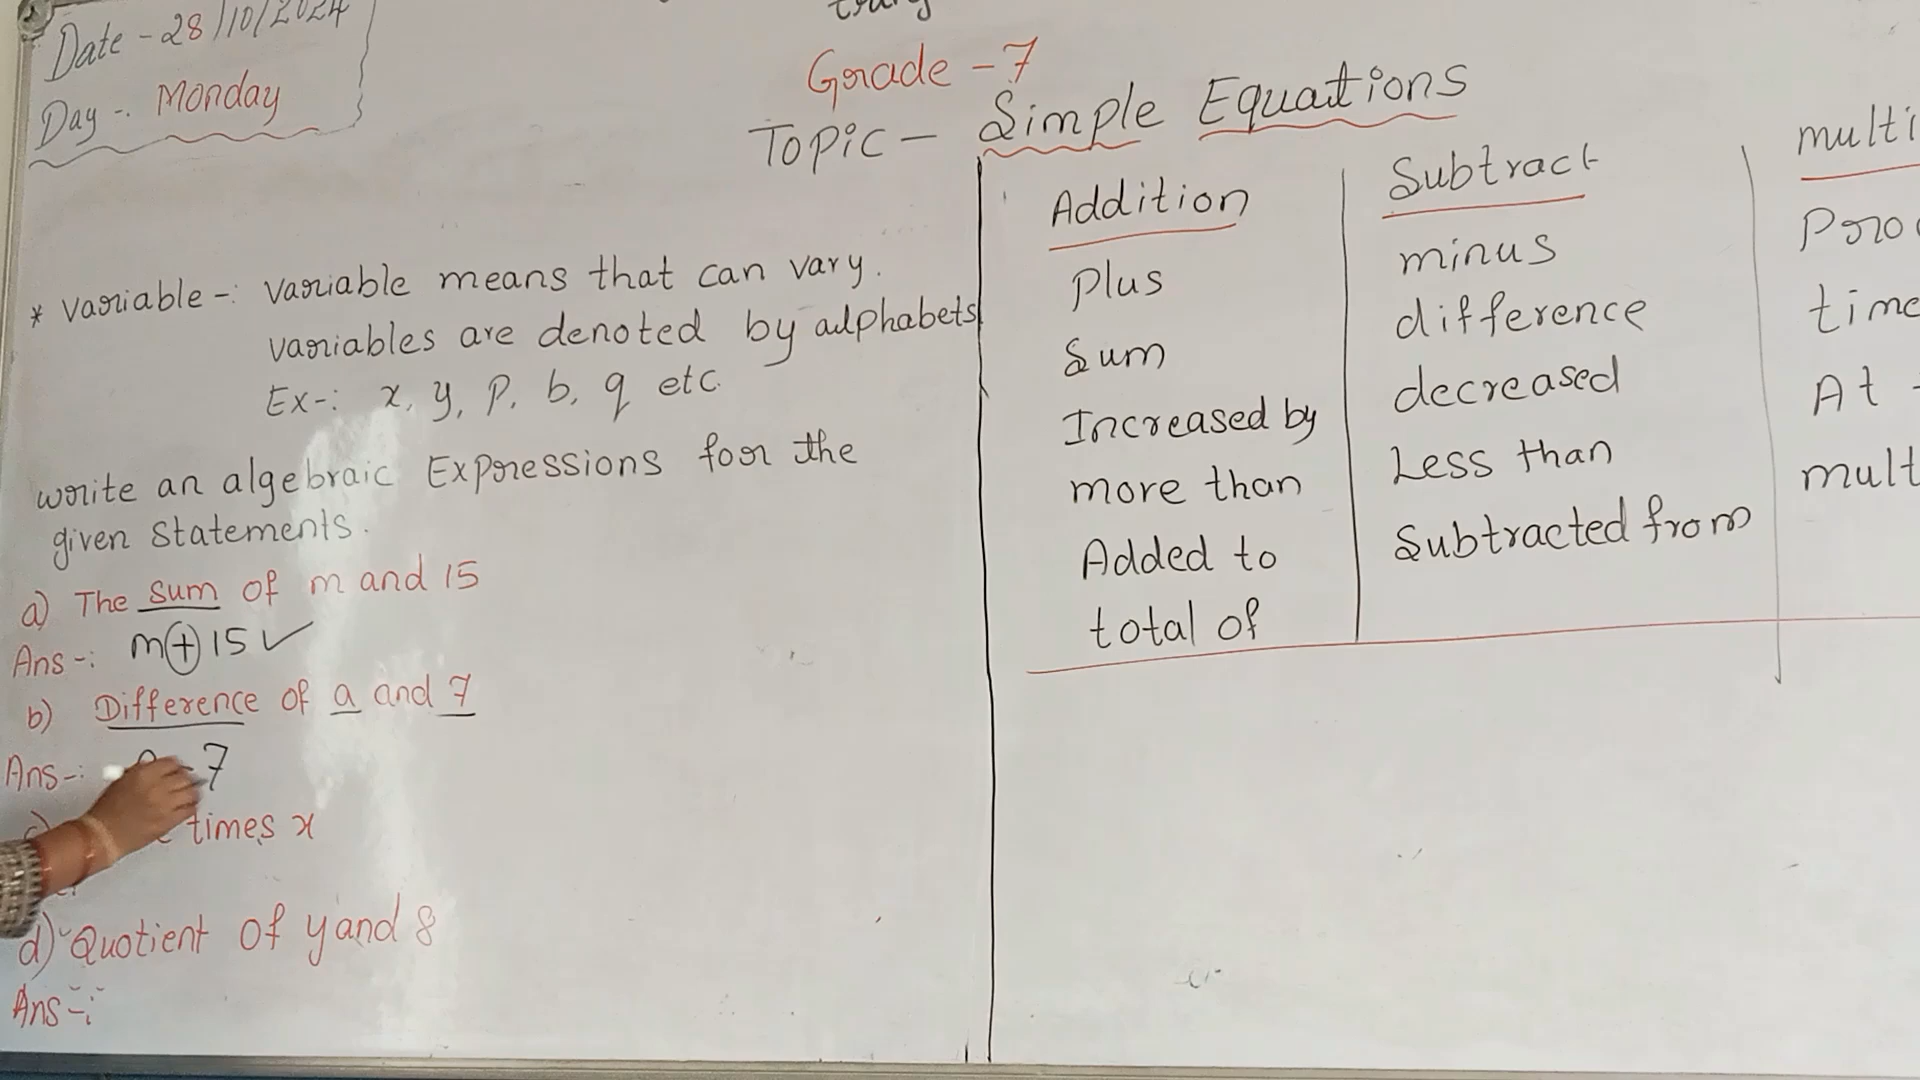 Date - 28/10/2024
Day -. Monday
Grade - 7
Topic - Simple Equations
* Variable -: Variable means that can vary.
variables are denoted by alphabets
Ex-: x, y, p, b, q etc.
write an algebraic Expressions for the
given statements.
a) The sum of m and 15
Ans-: m+15 ✓
b) Difference of a and 7
Ans-: - 7
times x
d) Quotient of y and 8
Ans-:
Addition
Plus
Sum
Increased by
more than
Added to
total of
Subtract
minus
difference
decreased
Less than
Subtracted from
multi
Pro
time
At
mult